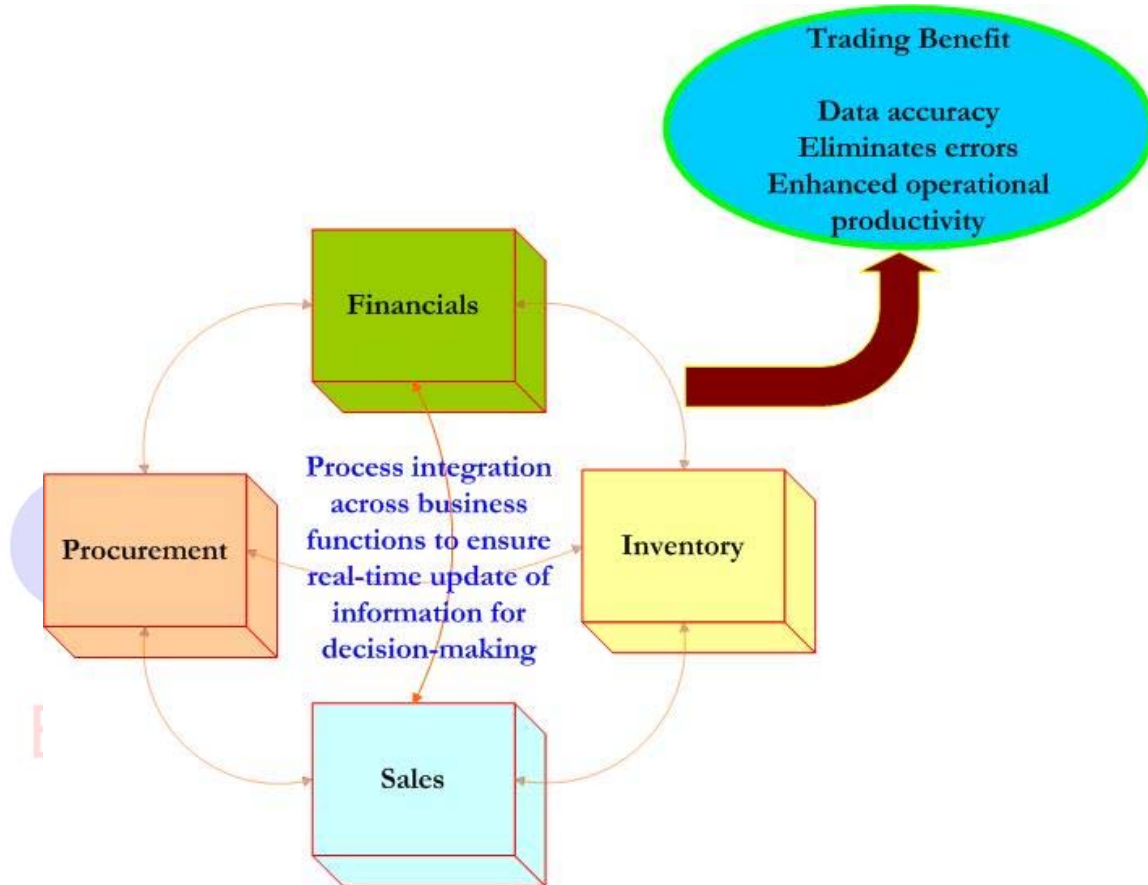 Trading Benefit
Data accuracy
Eliminates errors
Enhanced operational
productivity
Financials
Process integration
across business
functions to ensure
real-time update of
information for
decision-making
Procurement
Inventory
Sales